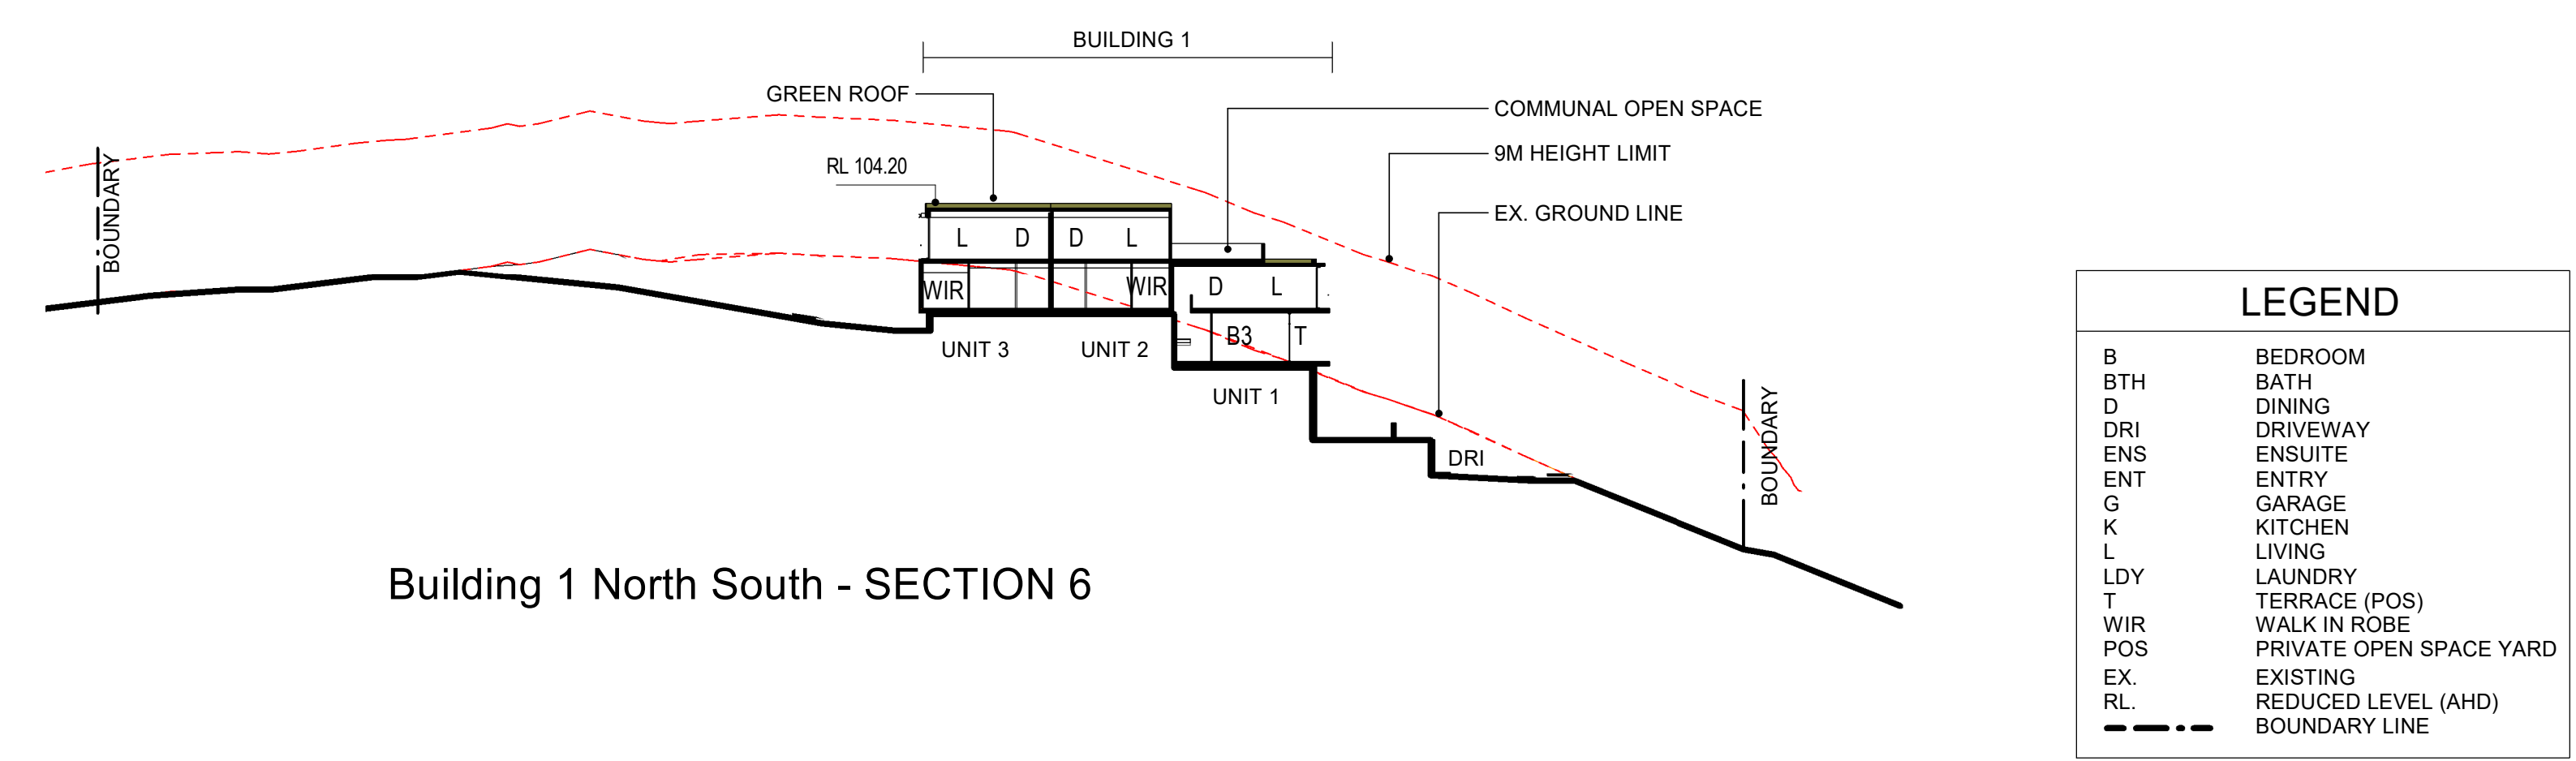 BUILDING 1
GREEN ROOF
COMMUNAL OPEN SPACE
9M HEIGHT LIMIT
RL 104.20
EX. GROUND LINE
BOUNDARY
L D D L
WIR WIR D L
B3 T
UNIT 3 UNIT 2
UNIT 1
DRI
BOUNDARY
Building 1 North South - SECTION 6
LEGEND
B BEDROOM
BTH BATH
D DINING
DRI DRIVEWAY
ENS ENSUITE
ENT ENTRY
G GARAGE
K KITCHEN
L LIVING
LDY LAUNDRY
T TERRACE (POS)
WIR WALK IN ROBE
POS PRIVATE OPEN SPACE YARD
EX. EXISTING
RL. REDUCED LEVEL (AHD)
BOUNDARY LINE